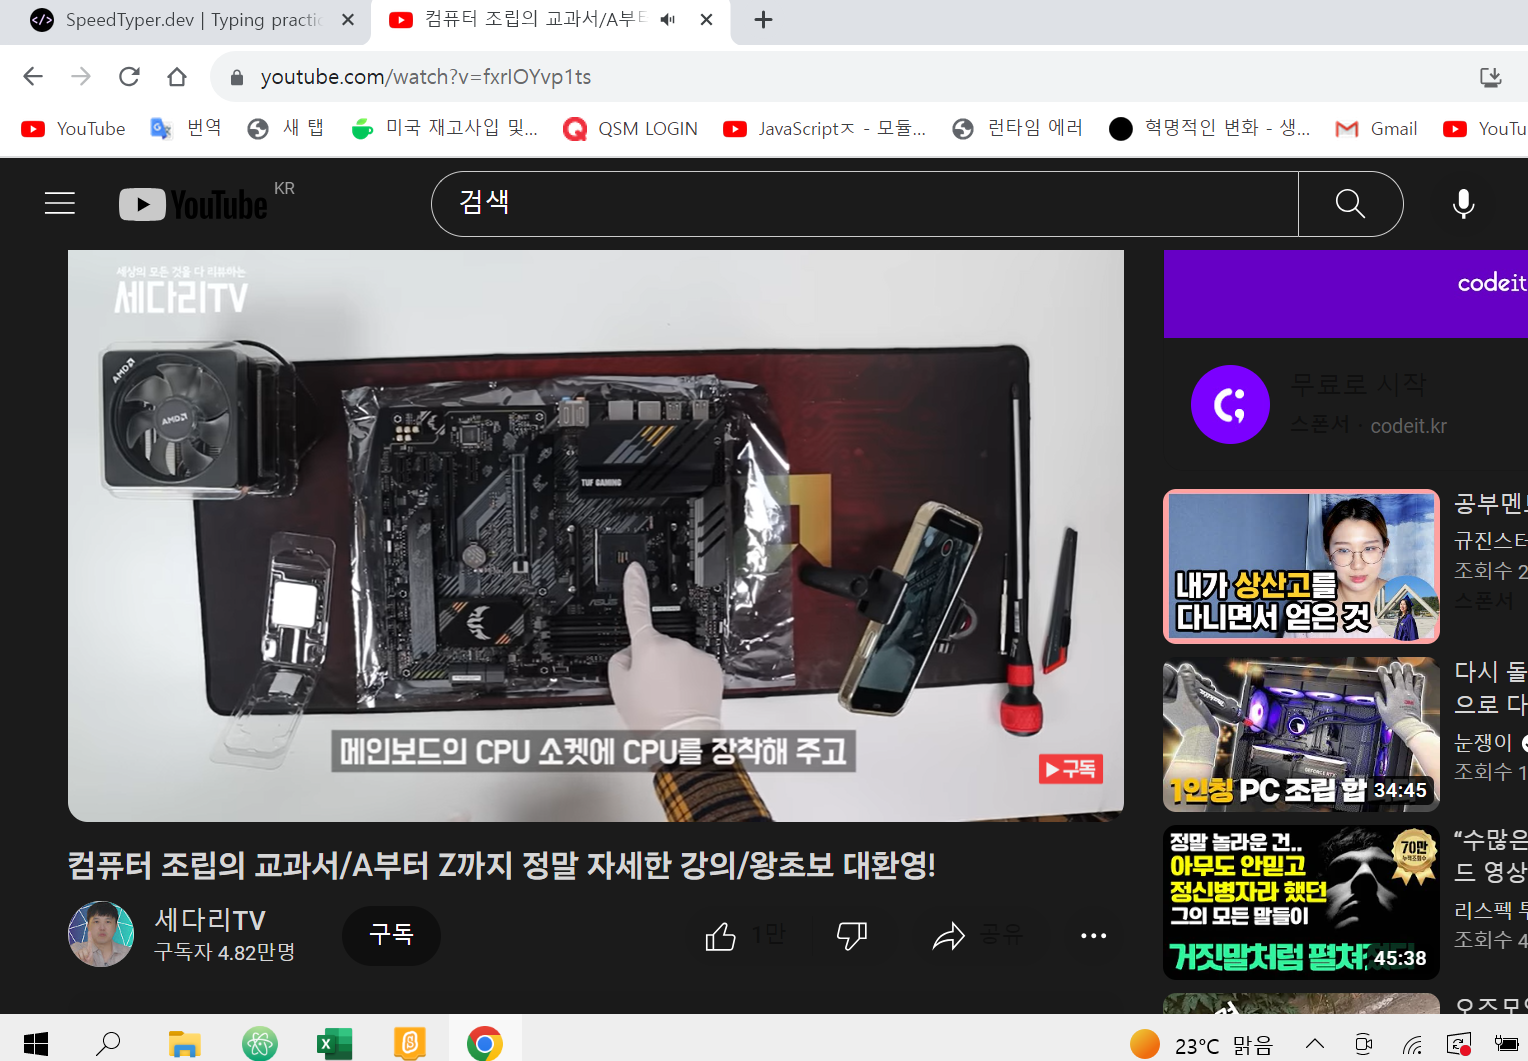 SpeedTyper.dev | Typing practic
컴퓨터 조립의 교과서/A부터
youtube.com/watch?v=fxrlOYvp1ts
YouTube
번역
새 탭
미국 재고사입 및...
QSM LOGIN
JavaScriptㅈ - 모듈...
런타임 에러
혁명적인 변화 - 생...
Gmail
YouTu
YouTube KR
검색
세상의 모든 것을 다 리뷰하는
세다리TV
AMD
AMD
TUF GAMING
ASUS
메인보드의 CPU 소켓에 CPU를 장착해 주고
구독
컴퓨터 조립의 교과서/A부터 Z까지 정말 자세한 강의/왕초보 대환영!
세다리TV
구독자 4.82만명
구독
1만
공유
codeit
무료로 시작
스폰서 · codeit.kr
내가 상산고를
다니면서 얻은 것
공부멘토
규진스터
조회수 2
스폰서
1인칭 PC 조립 합
34:45
다시 돌
으로 다
눈쟁이
조회수 1
정말 놀라운 건..
아무도 안믿고
정신병자라 했던
그의 모든 말들이
거짓말처럼 펼쳐졌다
70만
45:38
“수많은
드 영상
리스펙 투
조회수 4
오즈모
23°C 맑음